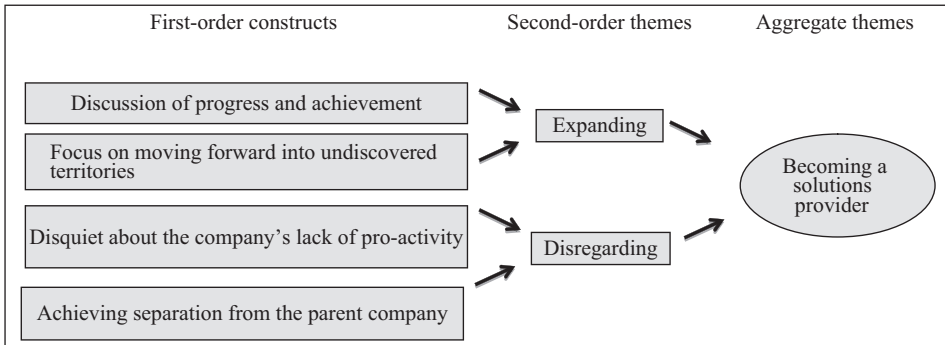 First-order constructs
Second-order themes
Aggregate themes
Discussion of progress and achievement
Focus on moving forward into undiscovered
territories
Disquiet about the company's lack of pro-activity
Achieving separation from the parent company
Expanding
Disregarding
Becoming a
solutions
provider